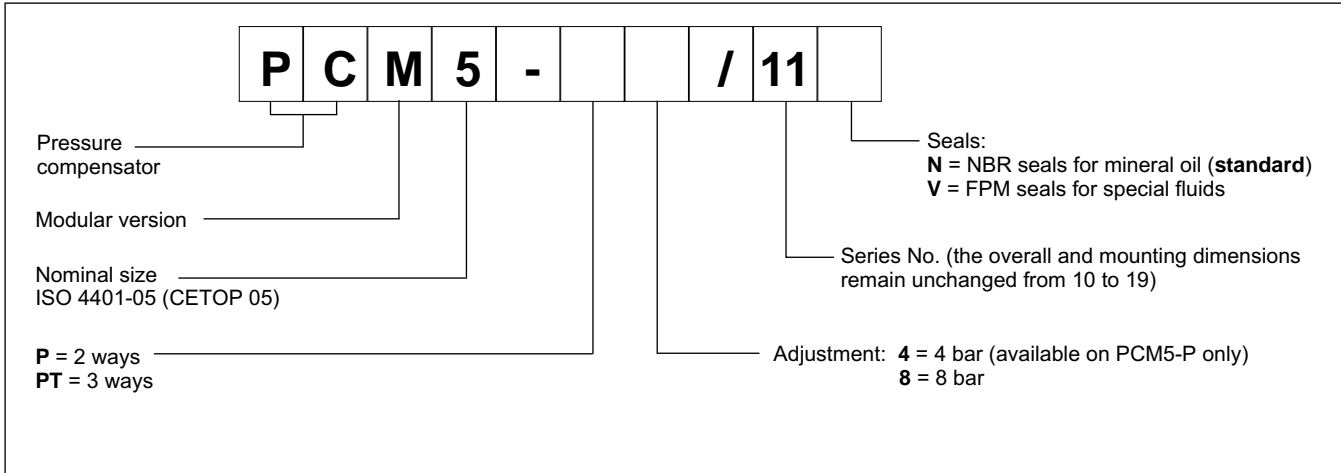 P C M 5 - / 11
Pressure
compensator
Modular version
Nominal size
ISO 4401-05 (CETOP 05)
P = 2 ways
PT = 3 ways
Seals:
N = NBR seals for mineral oil (standard)
V = FPM seals for special fluids
Series No. (the overall and mounting dimensions
remain unchanged from 10 to 19)
Adjustment: 4 = 4 bar (available on PCM5-P only)
8 = 8 bar